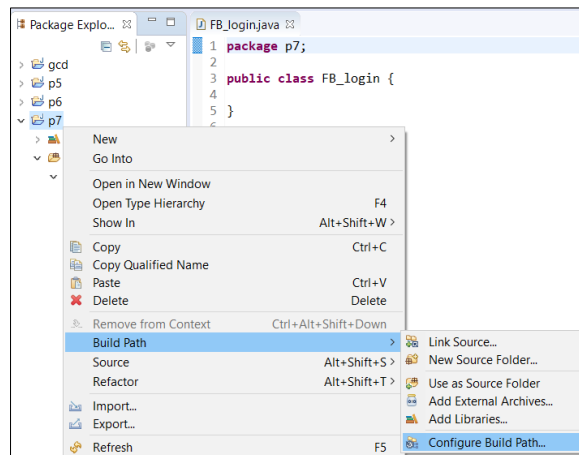 Package Explo...
FB_login.java
1 package p7;
2
3 public class FB_login {
4
5 }
gcd
p5
p6
p7
New
Go Into
Open in New Window
Open Type Hierarchy F4
Show In Alt+Shift+W >
Copy Ctrl+C
Copy Qualified Name
Paste Ctrl+V
Delete Delete
Remove from Context Ctrl+Alt+Shift+Down
Build Path >
Source Alt+Shift+S >
Refactor Alt+Shift+T >
Import...
Export...
Refresh F5
Link Source...
New Source Folder...
Use as Source Folder
Add External Archives...
Add Libraries...
Configure Build Path...